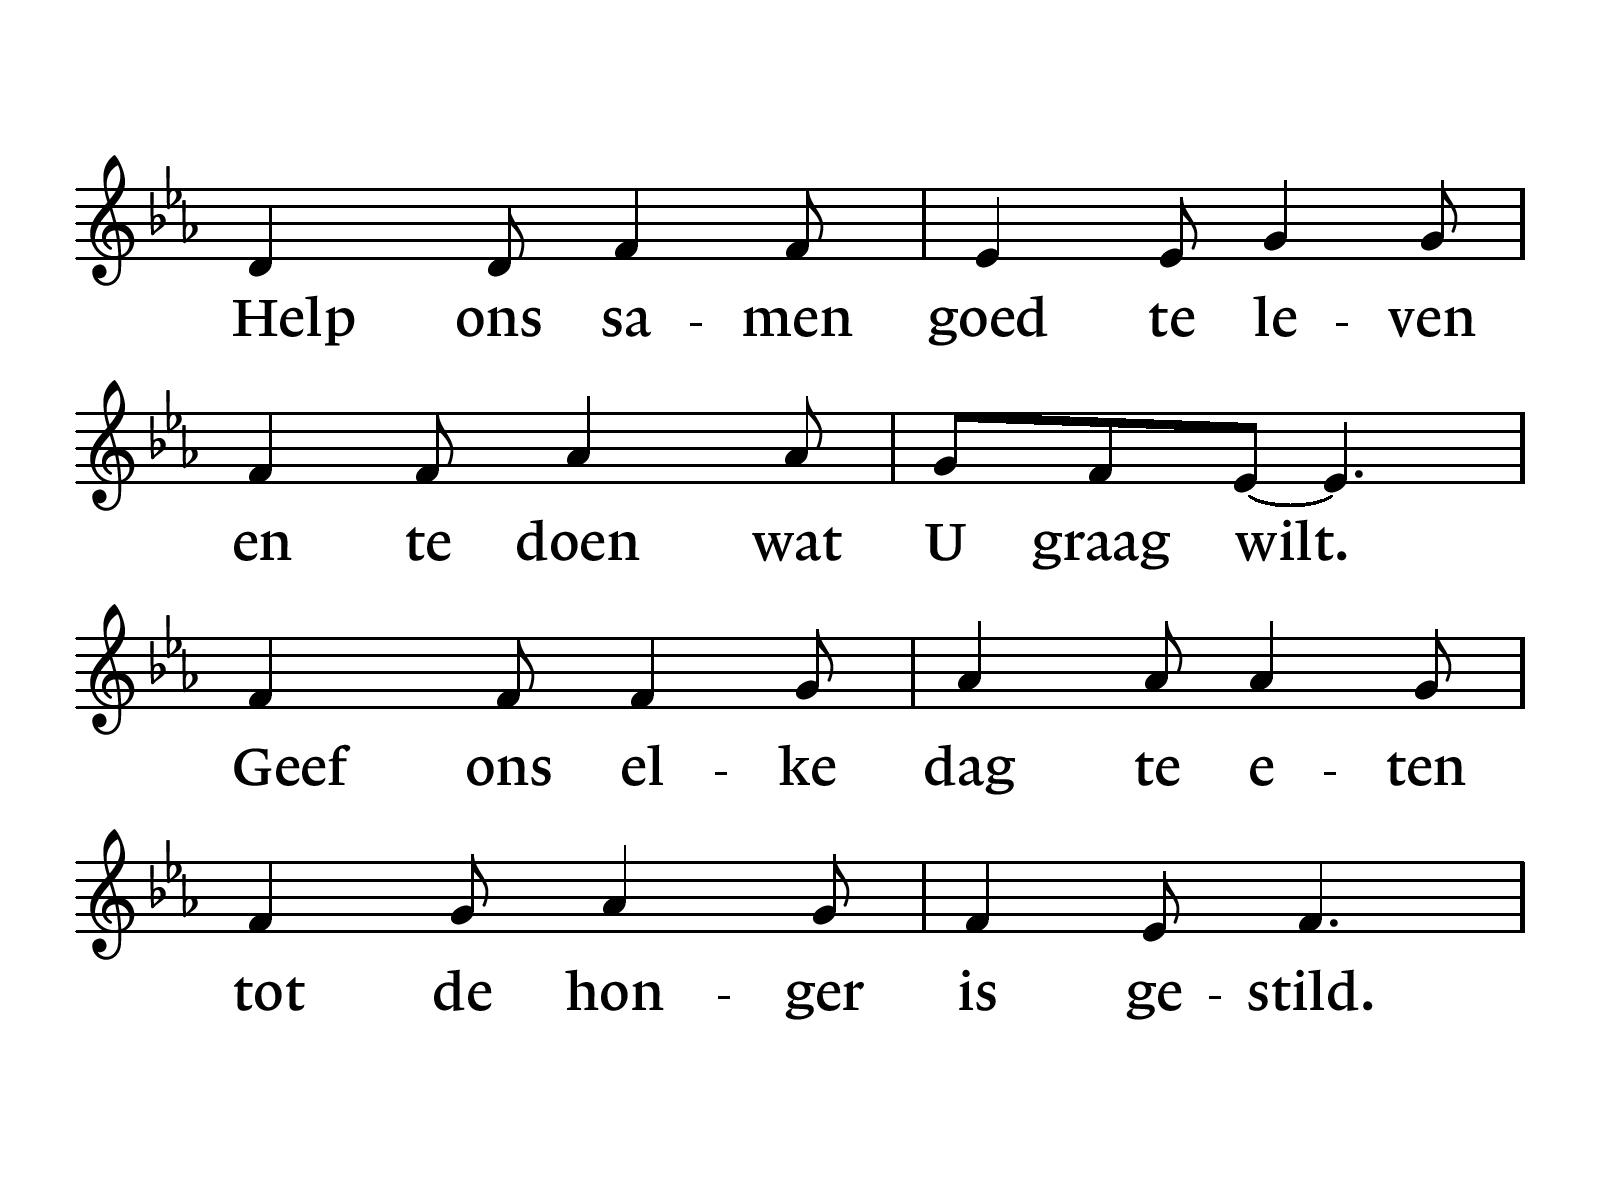 Help ons sa - men goed te le - ven
en te doen wat U graag wilt.
Geef ons el - ke dag te e - ten
tot de hon - ger is ge - stild.